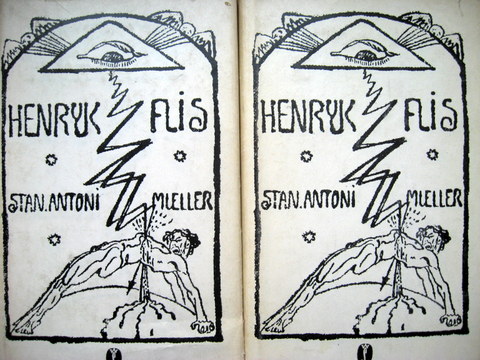 HENRYK FLIS
STAN. ANTONI MUELLER
HENRYK FLIS
STAN. ANTONI MUELLER